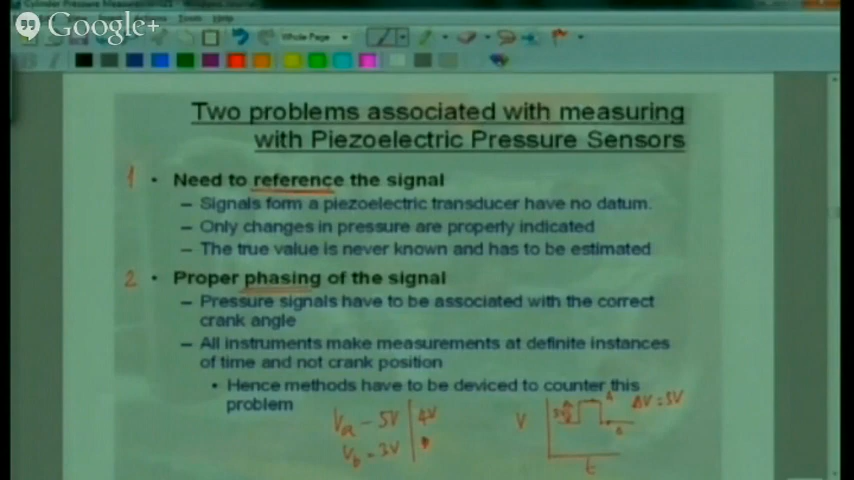 Google+
Whole Page
Two problems associated with measuring
with Piezoelectric Pressure Sensors
1 • Need to reference the signal
– Signals form a piezoelectric transducer have no datum.
– Only changes in pressure are properly indicated
– The true value is never known and has to be estimated
2 • Proper phasing of the signal
– Pressure signals have to be associated with the correct
crank angle
– All instruments make measurements at definite instances
of time and not crank position
• Hence methods have to be deviced to counter this
problem
Va – 5V 4V
Vb – 3V
V
A
ΔV = 3V
t